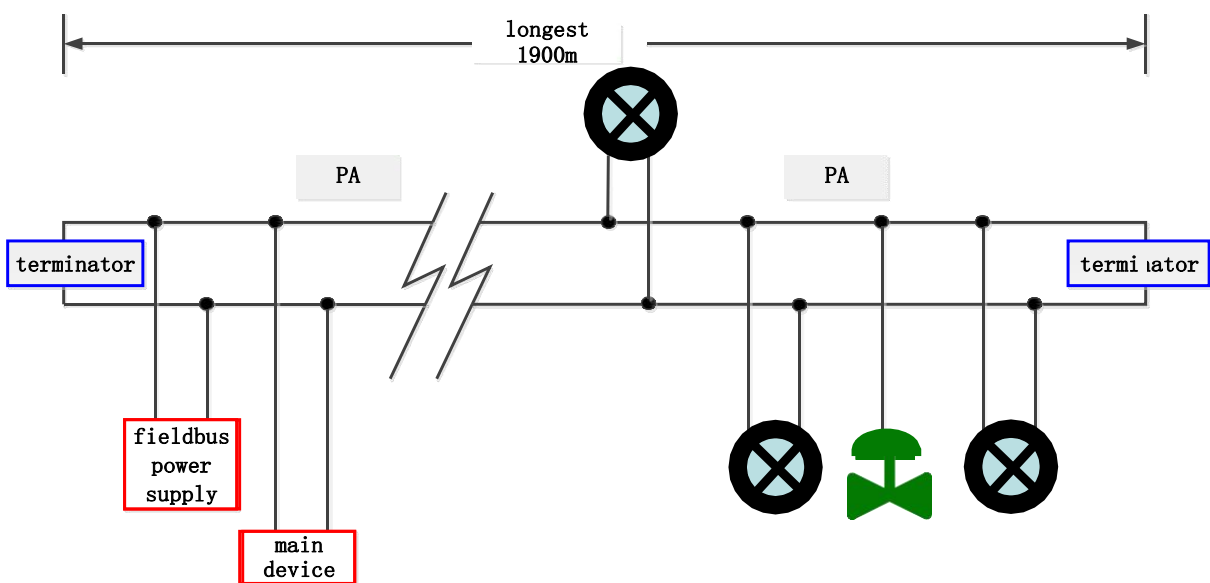 longest
1900m
PA
PA
terminator
terminator
fieldbus
power
supply
main
device